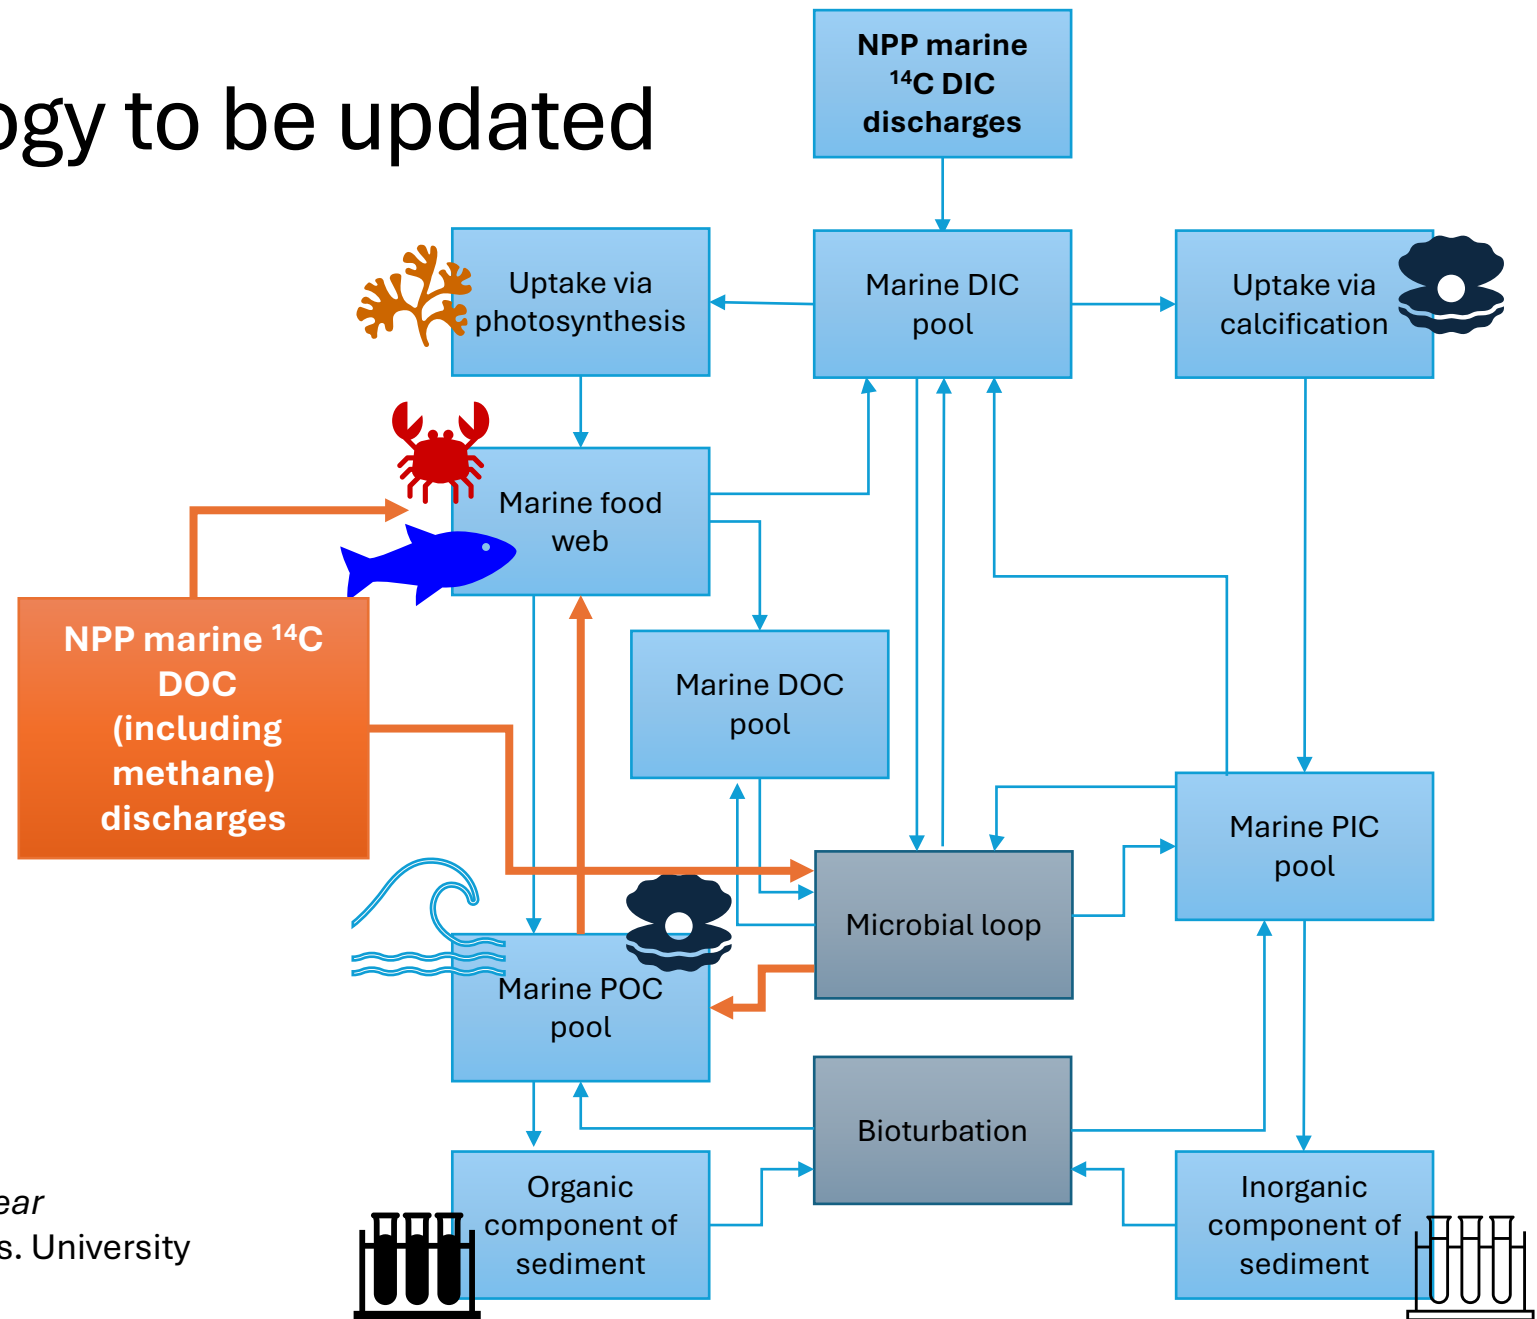 NPP marine
¹⁴C DIC
discharges
ogy to be updated
Uptake via
photosynthesis
Marine DIC
pool
Uptake via
calcification
Marine food
web
NPP marine ¹⁴C
DOC
(including
methane)
discharges
Marine DOC
pool
Marine PIC
pool
Microbial loop
Marine POC
pool
Bioturbation
Organic
component of
sediment
Inorganic
component of
sediment
ear
s. University